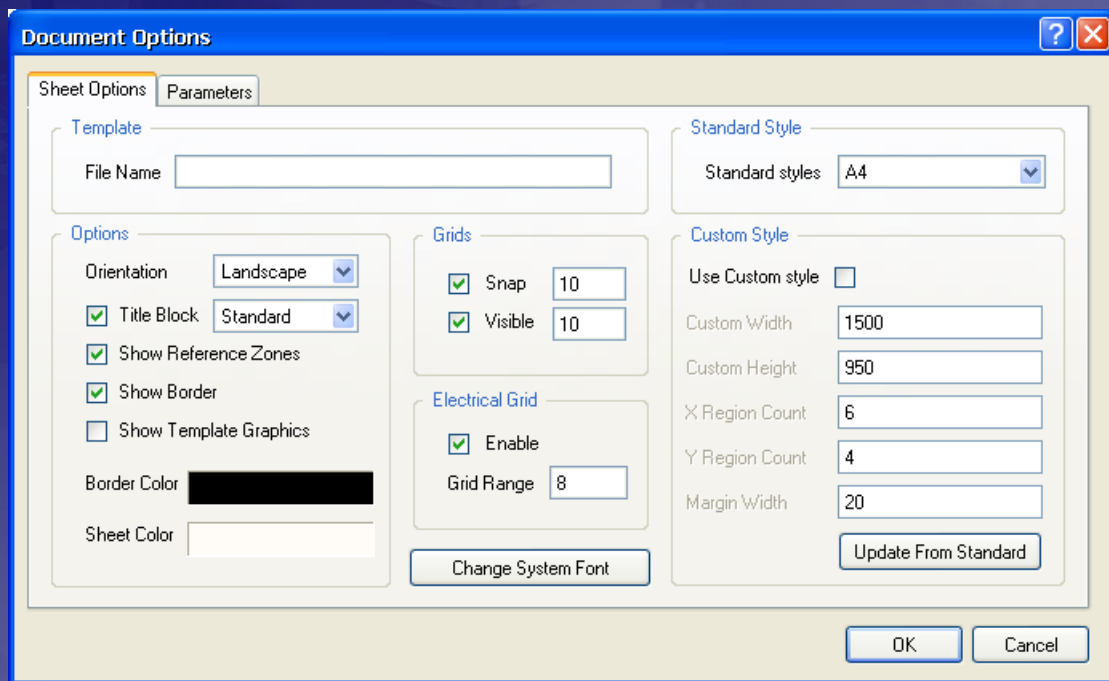 Document Options
Sheet Options
Parameters
Template
File Name
Standard Style
Standard styles A4
Options
Orientation Landscape
Title Block Standard
Show Reference Zones
Show Border
Show Template Graphics
Border Color
Sheet Color
Grids
Snap 10
Visible 10
Electrical Grid
Enable
Grid Range 8
Change System Font
Custom Style
Use Custom style
Custom Width 1500
Custom Height 950
X Region Count 6
Y Region Count 4
Margin Width 20
Update From Standard
OK
Cancel